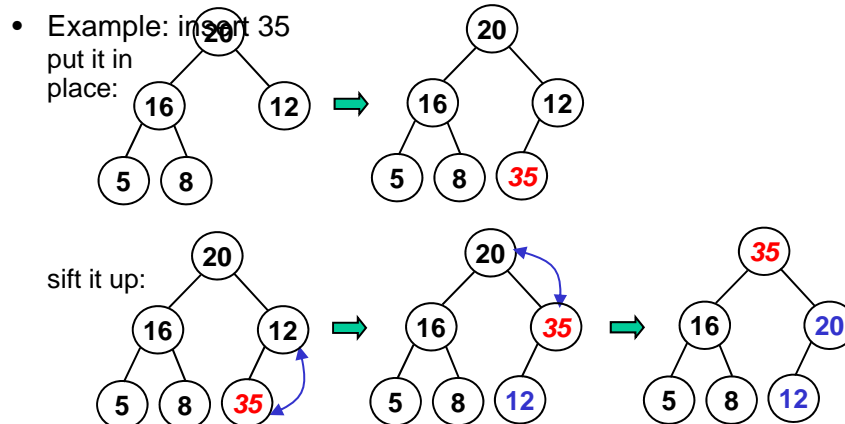 • Example: insert 35
put it in
place:
20 20
16 12 16 12
5 8 5 8 35
sift it up:
20 20 35
16 12 16 35 16 20
5 8 35 5 8 12 5 8 12